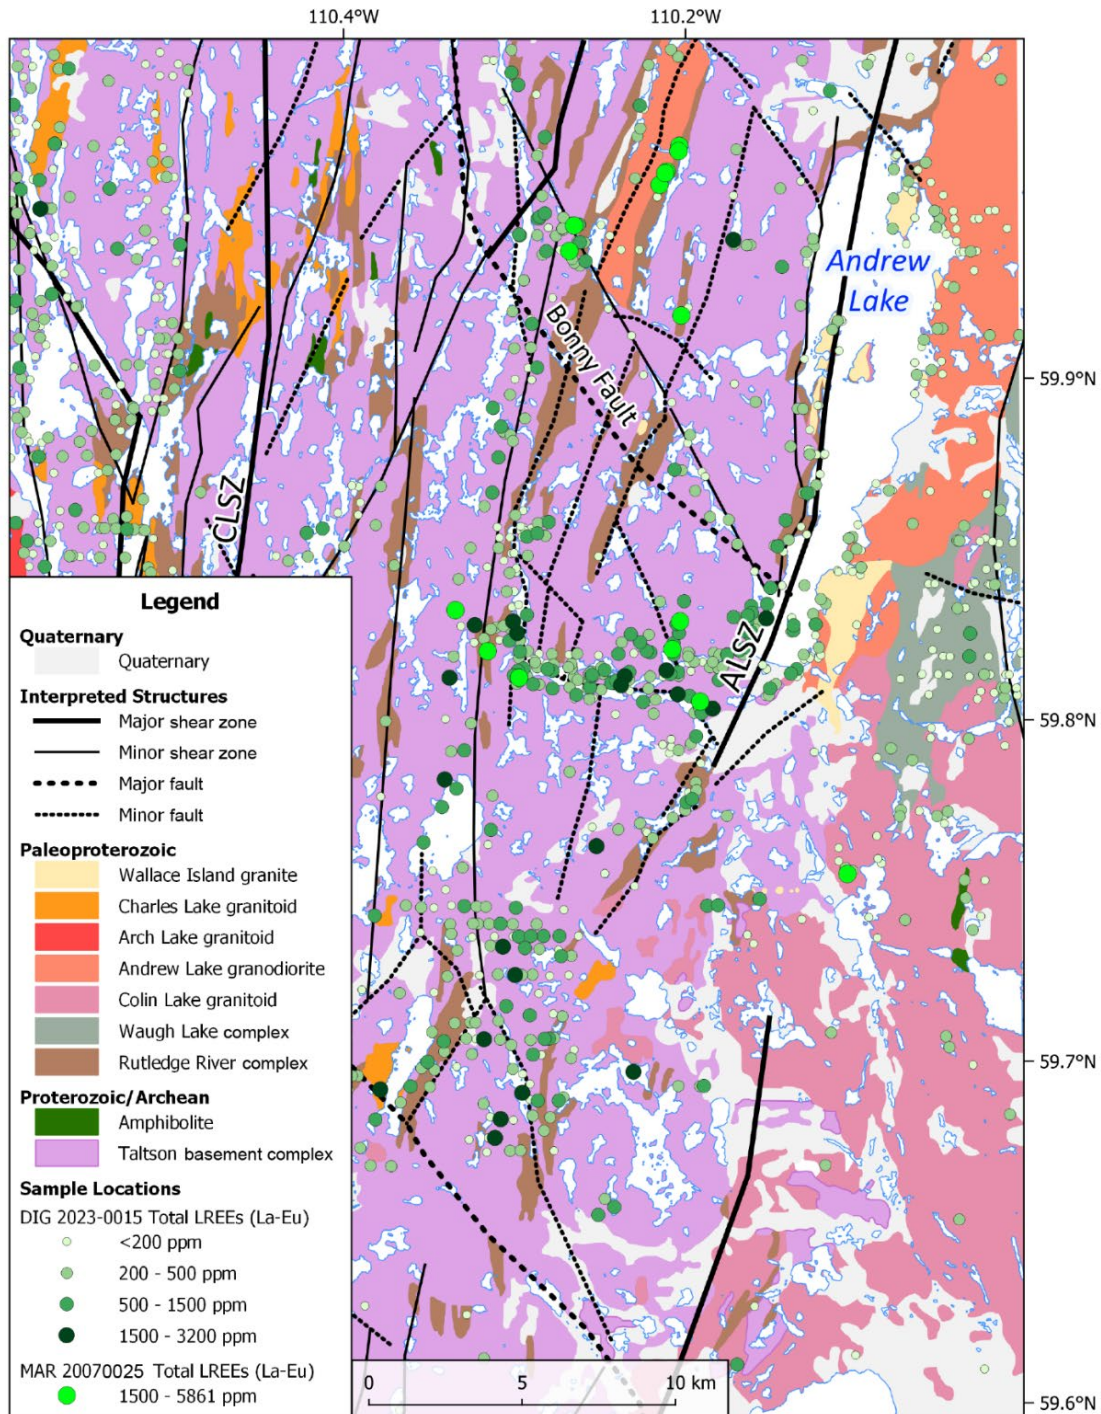 110.4°W
110.2°W
Andrew
Lake
Bonny Fault
59.9°N
CLSZ
ALSZ
59.8°N
59.7°N
59.6°N
Legend
Quaternary
Quaternary
Interpreted Structures
Major shear zone
Minor shear zone
Major fault
Minor fault
Paleoproterozoic
Wallace Island granite
Charles Lake granitoid
Arch Lake granitoid
Andrew Lake granodiorite
Colin Lake granitoid
Waugh Lake complex
Rutledge River complex
Proterozoic/Archean
Amphibolite
Taltson basement complex
Sample Locations
DIG 2023-0015 Total LREEs (La-Eu)
<200 ppm
200 - 500 ppm
500 - 1500 ppm
1500 - 3200 ppm
MAR 20070025 Total LREEs (La-Eu)
1500 - 5861 ppm
0 5 10 km